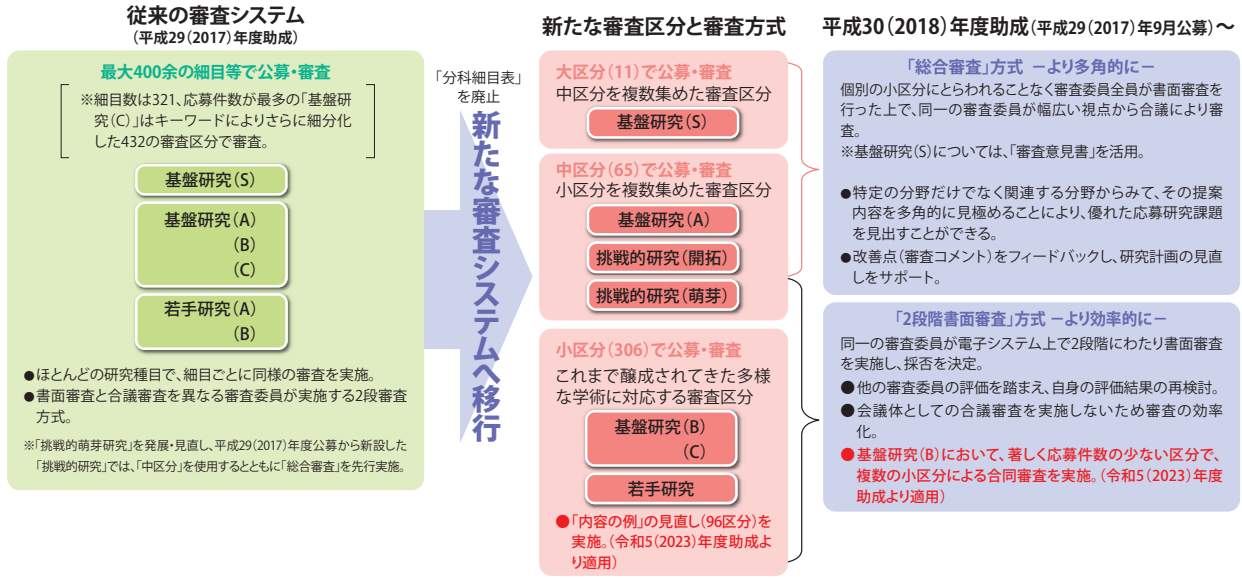 従来の審査システム
(平成29(2017)年度助成)
最大400余の細目等で公募・審査
※細目数は321、応募件数が最多の「基盤研
究(C)」はキーワードによりさらに細分化
した432の審査区分で審査。
基盤研究(S)
基盤研究(A)
(B)
(C)
若手研究(A)
(B)
●ほとんどの研究種目で、細目ごとに同様の審査を実施。
●書面審査と合議審査を異なる審査委員が実施する2段審査
方式。
※「挑戦的萌芽研究」を発展・見直し、平成29(2017)年度公募から新設した
「挑戦的研究」では、「中区分」を使用するとともに「総合審査」を先行実施。
「分科細目表」
を廃止
新たな審査システムへ移行
新たな審査区分と審査方式
大区分(11)で公募・審査
中区分を複数集めた審査区分
基盤研究(S)
中区分(65)で公募・審査
小区分を複数集めた審査区分
基盤研究(A)
挑戦的研究(開拓)
挑戦的研究(萌芽)
小区分(306)で公募・審査
これまで醸成されてきた多様
な学術に対応する審査区分
基盤研究(B)
(C)
若手研究
●「内容の例」の見直し(96区分)を
実施。(令和5(2023)年度助成よ
り適用)
平成30(2018)年度助成(平成29(2017)年9月公募)〜
「総合審査」方式 −より多角的に−
個別の小区分にとらわれることなく審査委員全員が書面審査を
行った上で、同一の審査委員が幅広い視点から合議により審
査。
※基盤研究(S)については、「審査意見書」を活用。
●特定の分野だけでなく関連する分野からみて、その提案
内容を多角的に見極めることにより、優れた応募研究課題
を見出すことができる。
●改善点(審査コメント)をフィードバックし、研究計画の見直
しをサポート。
「2段階書面審査」方式 −より効率的に−
同一の審査委員が電子システム上で2段階にわたり書面審査
を実施し、採否を決定。
●他の審査委員の評価を踏まえ、自身の評価結果の再検討。
●会議体としての合議審査を実施しないため審査の効率
化。
●基盤研究(B)において、著しく応募件数の少ない区分で、
複数の小区分による合同審査を実施。(令和5(2023)年度
助成より適用)